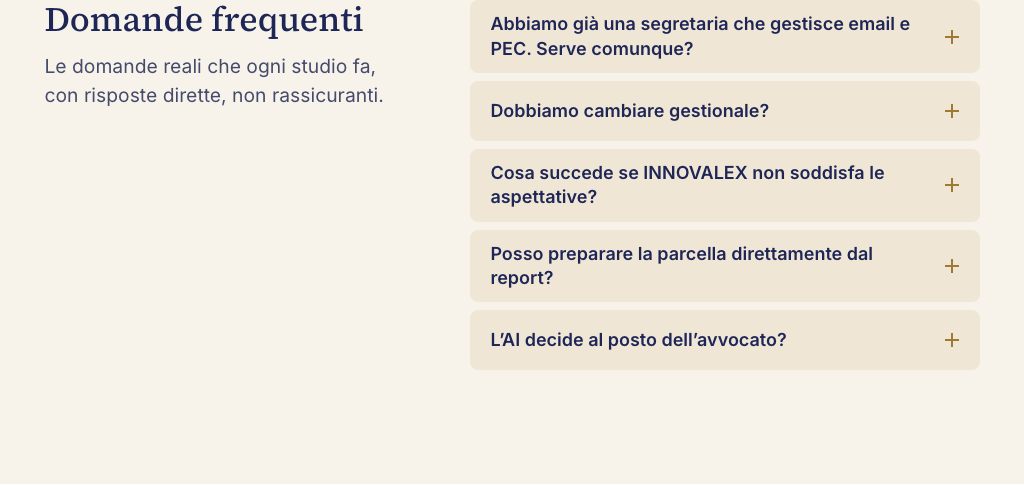 Domande frequenti
Le domande reali che ogni studio fa,
con risposte dirette, non rassicuranti.
Abbiamo già una segretaria che gestisce email e
PEC. Serve comunque?
Dobbiamo cambiare gestionale?
Cosa succede se INNOVALEX non soddisfa le
aspettative?
Posso preparare la parcella direttamente dal
report?
L’AI decide al posto dell’avvocato?